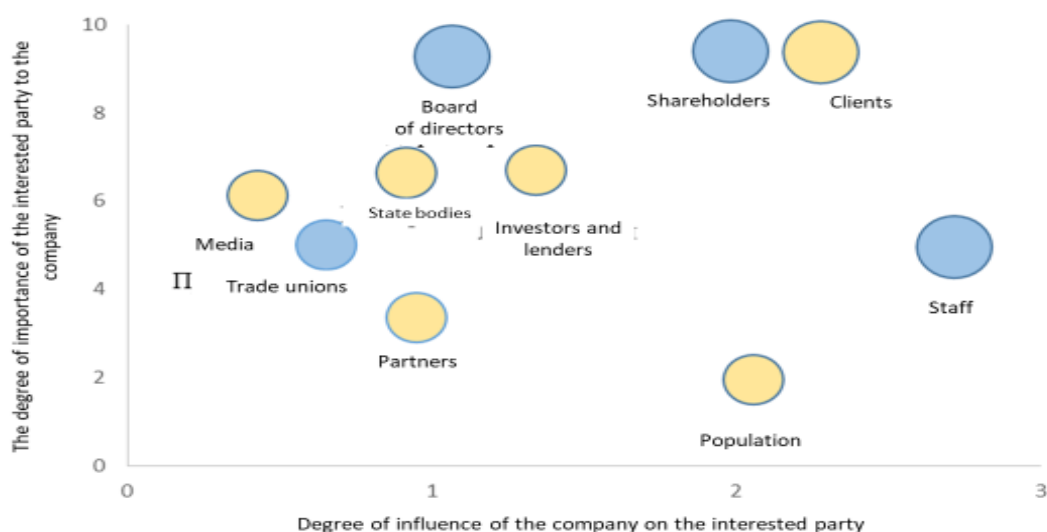 The degree of importance of the interested party to the
company
10
8
6
4
2
0
Board
of directors
Shareholders
Clients
State bodies
Investors and
lenders
Media
П
Trade unions
Staff
Partners
Population
0
1
2
3
Degree of influence of the company on the interested party